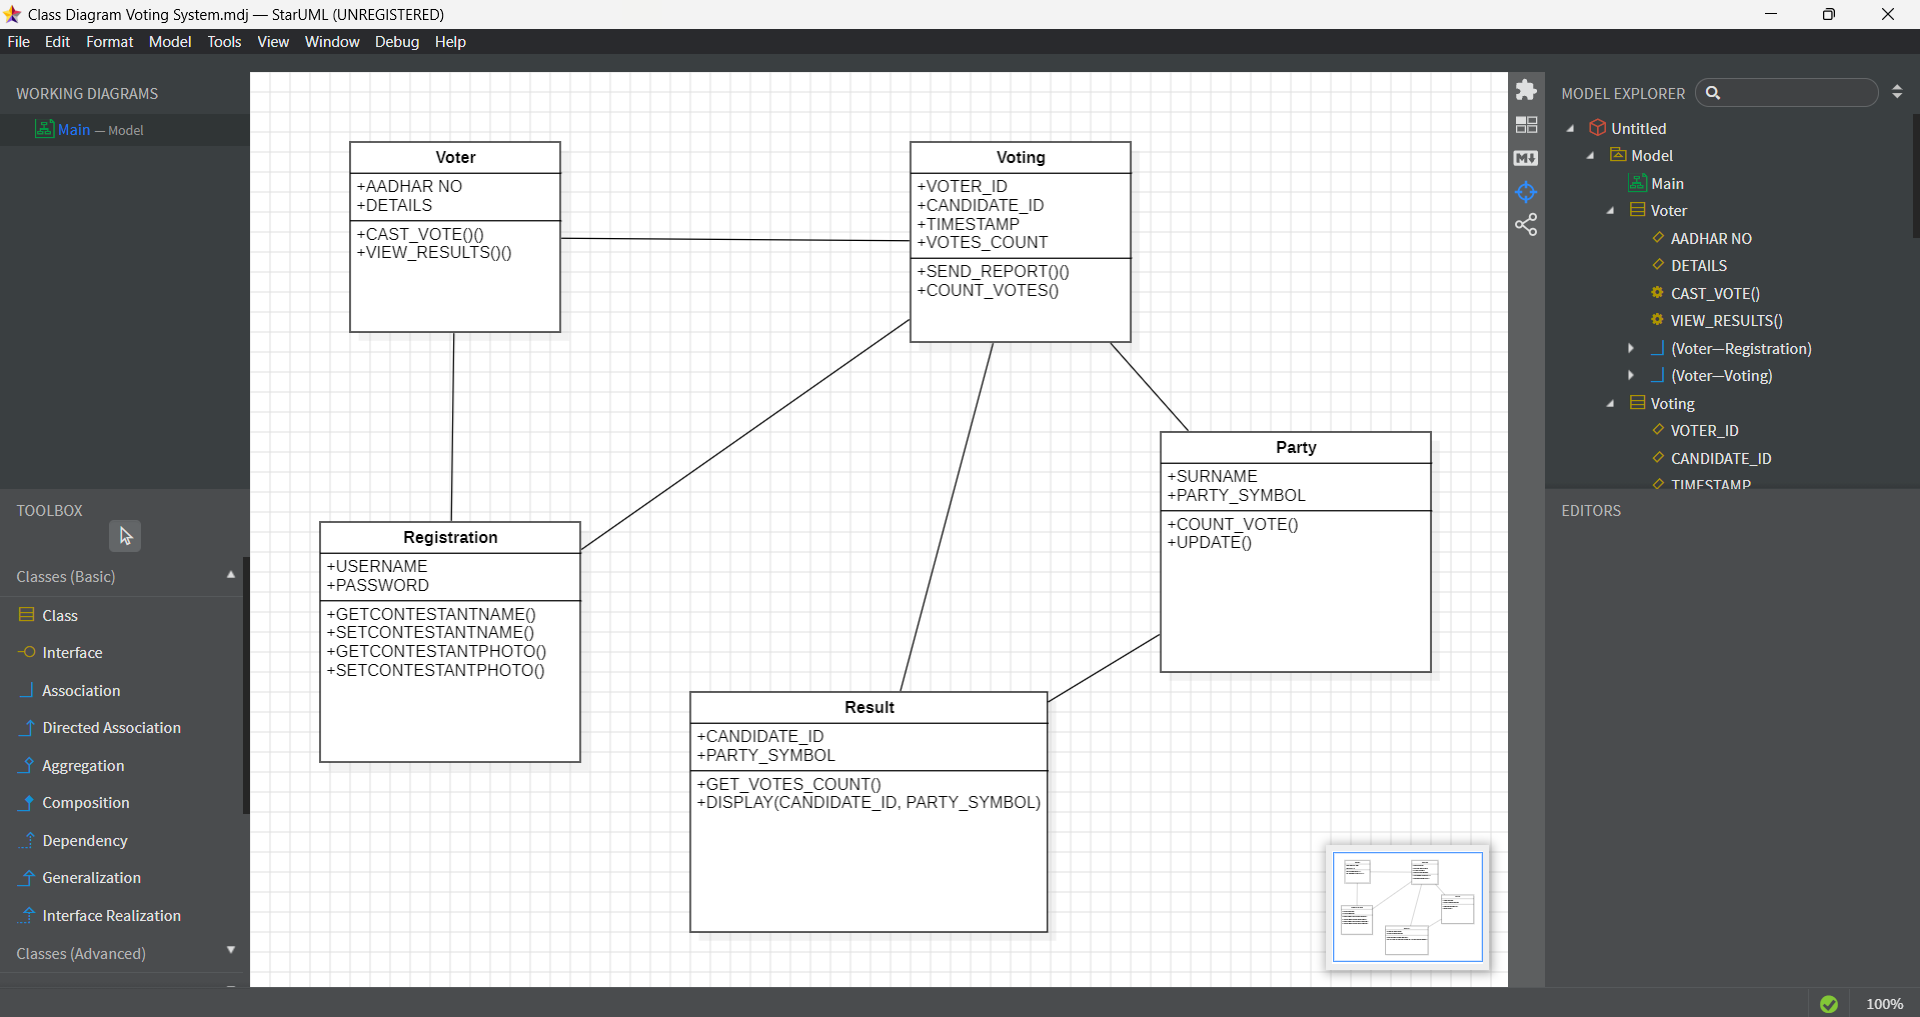 Class Diagram Voting System.mdj — StarUML (UNREGISTERED)
File Edit Format Model Tools View Window Debug Help
WORKING DIAGRAMS
Main — Model
TOOLBOX
Classes (Basic)
Class
Interface
Association
Directed Association
Aggregation
Composition
Dependency
Generalization
Interface Realization
Classes (Advanced)
Voter
+AADHAR NO
+DETAILS
+CAST_VOTE()()
+VIEW_RESULTS()()
Voting
+VOTER_ID
+CANDIDATE_ID
+TIMESTAMP
+VOTES_COUNT
+SEND_REPORT()()
+COUNT_VOTES()
Registration
+USERNAME
+PASSWORD
+GETCONTESTANTNAME()
+SETCONTESTANTNAME()
+GETCONTESTANTPHOTO()
+SETCONTESTANTPHOTO()
Party
+SURNAME
+PARTY_SYMBOL
+COUNT_VOTE()
+UPDATE()
Result
+CANDIDATE_ID
+PARTY_SYMBOL
+GET_VOTES_COUNT()
+DISPLAY(CANDIDATE_ID, PARTY_SYMBOL)
MODEL EXPLORER
Untitled
Model
Main
Voter
AADHAR NO
DETAILS
CAST_VOTE()
VIEW_RESULTS()
(Voter—Registration)
(Voter—Voting)
Voting
VOTER_ID
CANDIDATE_ID
TIMESTAMP
EDITORS
100%